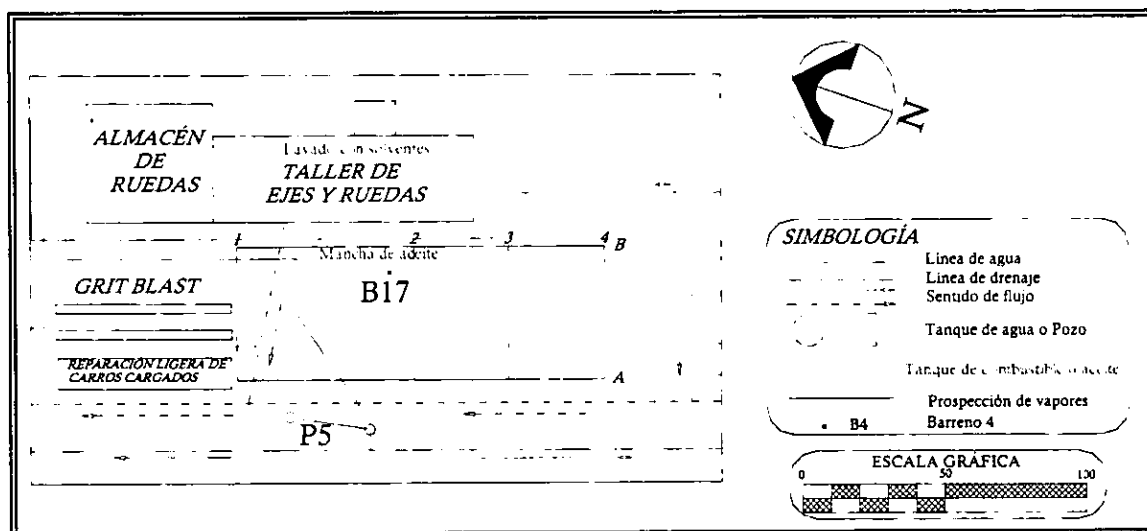 ALMACÉN
DE
RUEDAS
Lavado con solventes
TALLER DE
EJES Y RUEDAS
1 2 3 4 B
Mancha de aceite
B17
GRIT BLAST
REPARACIÓN LIGERA DE
CARROS CARGADOS
A
P5
N
SIMBOLOGÍA
Linea de agua
Linea de drenaje
Sentido de flujo
Tanque de agua o Pozo
Tanque de combustible o aceite
Prospección de vapores
B4 Barreno 4
ESCALA GRÁFICA
0 50 100